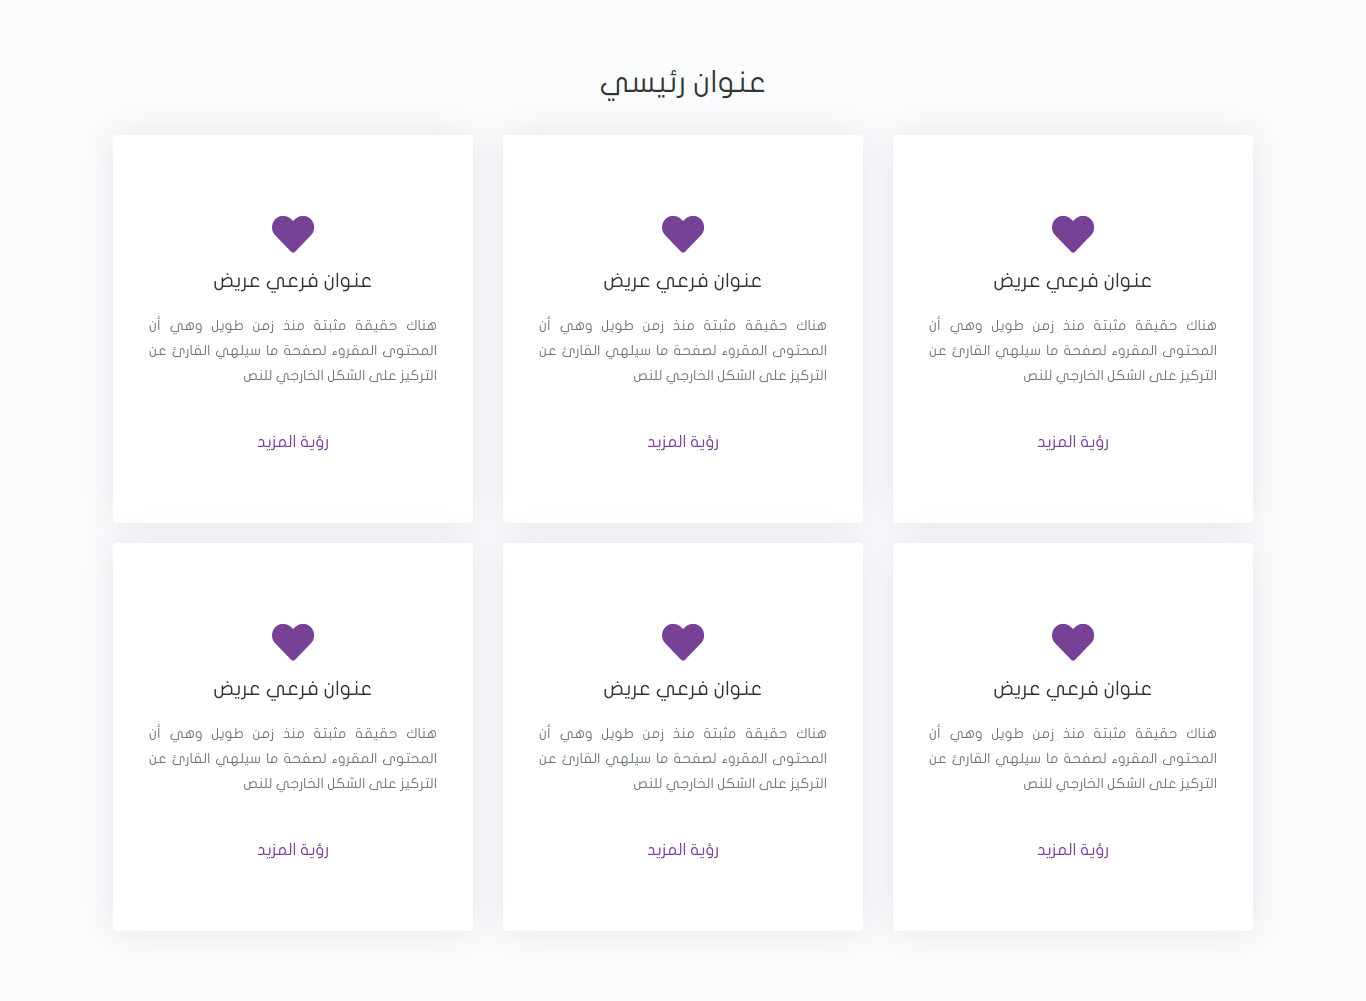 عنوان رئيسي
عنوان فرعي عريض
هناك حقيقة مثبتة منذ زمن طويل وهي أن
المحتوى المقروء لصفحة ما سيلهي القارئ عن
التركيز على الشكل الخارجي للنص
رؤية المزيد
عنوان فرعي عريض
هناك حقيقة مثبتة منذ زمن طويل وهي أن
المحتوى المقروء لصفحة ما سيلهي القارئ عن
التركيز على الشكل الخارجي للنص
رؤية المزيد
عنوان فرعي عريض
هناك حقيقة مثبتة منذ زمن طويل وهي أن
المحتوى المقروء لصفحة ما سيلهي القارئ عن
التركيز على الشكل الخارجي للنص
رؤية المزيد
عنوان فرعي عريض
هناك حقيقة مثبتة منذ زمن طويل وهي أن
المحتوى المقروء لصفحة ما سيلهي القارئ عن
التركيز على الشكل الخارجي للنص
رؤية المزيد
عنوان فرعي عريض
هناك حقيقة مثبتة منذ زمن طويل وهي أن
المحتوى المقروء لصفحة ما سيلهي القارئ عن
التركيز على الشكل الخارجي للنص
رؤية المزيد
عنوان فرعي عريض
هناك حقيقة مثبتة منذ زمن طويل وهي أن
المحتوى المقروء لصفحة ما سيلهي القارئ عن
التركيز على الشكل الخارجي للنص
رؤية المزيد